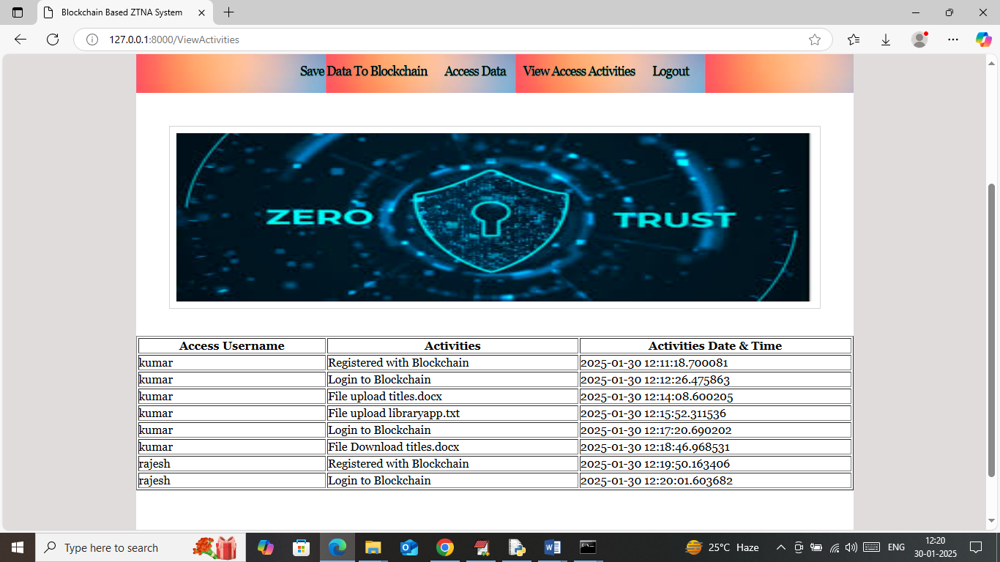 Blockchain Based ZTNA System
127.0.0.1:8000/ViewActivities
Save Data To Blockchain Access Data View Access Activities Logout
ZERO TRUST
Access Username Activities Activities Date & Time
kumar Registered with Blockchain 2025-01-30 12:11:18.700081
kumar Login to Blockchain 2025-01-30 12:12:26.475863
kumar File upload titles.docx 2025-01-30 12:14:08.600205
kumar File upload libraryapp.txt 2025-01-30 12:15:52.311536
kumar Login to Blockchain 2025-01-30 12:17:20.690202
kumar File Download titles.docx 2025-01-30 12:18:46.968531
rajesh Registered with Blockchain 2025-01-30 12:19:50.163406
rajesh Login to Blockchain 2025-01-30 12:20:01.603682
Type here to search 25°C Haze ENG 12:20
30-01-2025